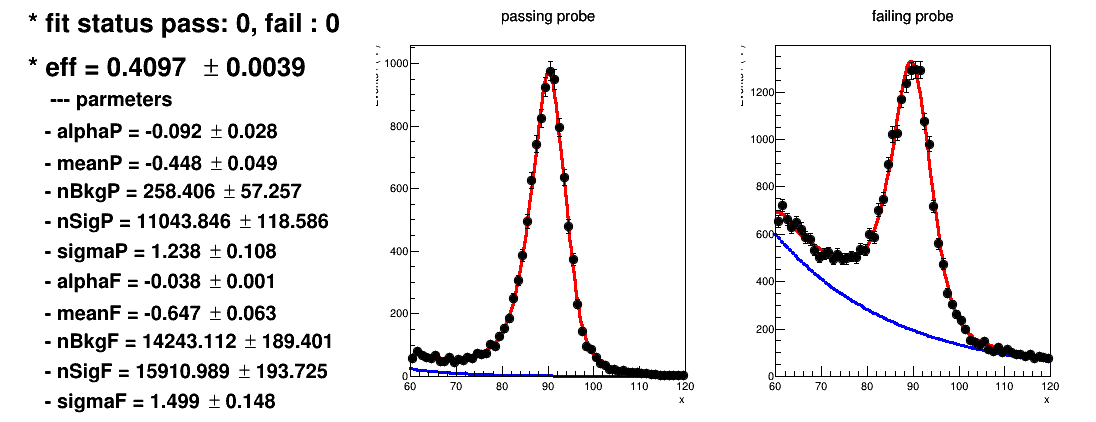 * fit status pass: 0, fail : 0
* eff = 0.4097 ± 0.0039
--- parmeters
- alphaP = -0.092 ± 0.028
- meanP = -0.448 ± 0.049
- nBkgP = 258.406 ± 57.257
- nSigP = 11043.846 ± 118.586
- sigmaP = 1.238 ± 0.108
- alphaF = -0.038 ± 0.001
- meanF = -0.647 ± 0.063
- nBkgF = 14243.112 ± 189.401
- nSigF = 15910.989 ± 193.725
- sigmaF = 1.499 ± 0.148
passing probe
1000
800
600
400
200
0
60 70 80 90 100 110 120
x
failing probe
1200
1000
800
600
400
200
0
60 70 80 90 100 110 120
x